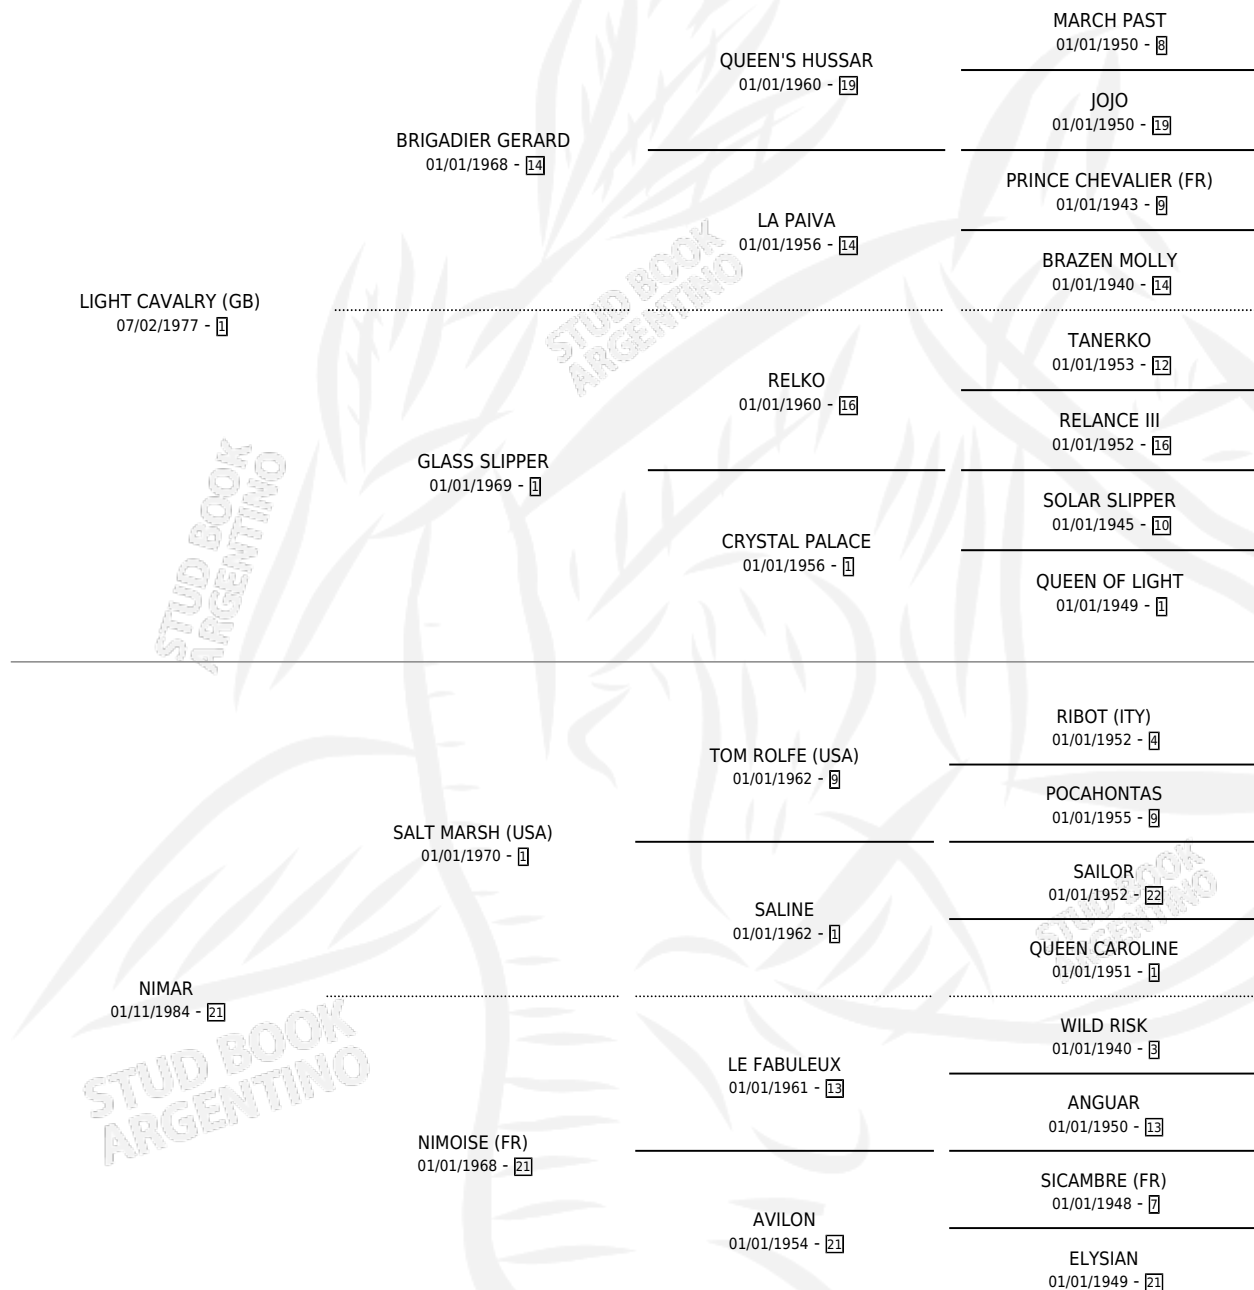 MARCH PAST
01/01/1950 - 8
QUEEN'S HUSSAR
01/01/1960 - 19
JOJO
01/01/1950 - 19
BRIGADIER GERARD
01/01/1968 - 14
PRINCE CHEVALIER (FR)
01/01/1943 - 9
LA PAIVA
01/01/1956 - 14
BRAZEN MOLLY
01/01/1940 - 14
LIGHT CAVALRY (GB)
07/02/1977 - 1
TANERKO
01/01/1953 - 12
RELKO
01/01/1960 - 16
RELANCE III
01/01/1952 - 16
GLASS SLIPPER
01/01/1969 - 1
SOLAR SLIPPER
01/01/1945 - 10
CRYSTAL PALACE
01/01/1956 - 1
QUEEN OF LIGHT
01/01/1949 - 1
RIBOT (ITY)
01/01/1952 - 4
TOM ROLFE (USA)
01/01/1962 - 9
POCAHONTAS
01/01/1955 - 9
SALT MARSH (USA)
01/01/1970 - 1
SAILOR
01/01/1952 - 22
SALINE
01/01/1962 - 1
QUEEN CAROLINE
01/01/1951 - 1
NIMAR
01/11/1984 - 21
WILD RISK
01/01/1940 - 3
LE FABULEUX
01/01/1961 - 13
ANGUAR
01/01/1950 - 13
NIMOISE (FR)
01/01/1968 - 21
SICAMBRE (FR)
01/01/1948 - 7
AVILON
01/01/1954 - 21
ELYSIAN
01/01/1949 - 21
STUD BOOK
ARGENTINO
STUD BOOK
ARGENTINO
STUD BOOK
ARGENTINO
STUD BOOK
ARGENTINO